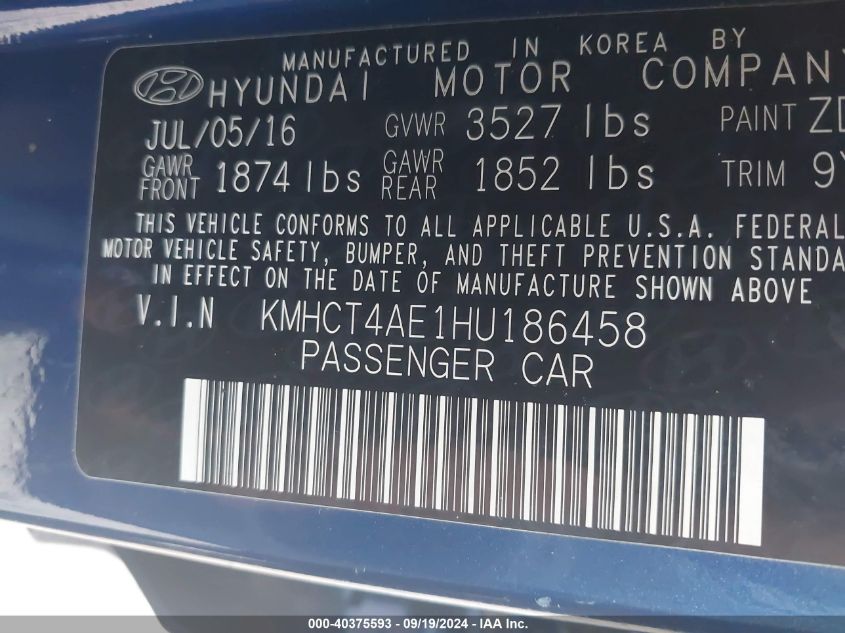 MANUFACTURED IN KOREA BY
HYUNDAI MOTOR COMPANY
JUL/05/16 GVWR 3527 lbs PAINT
GAWR FRONT 1874 lbs GAWR REAR 1852 lbs TRIM
THIS VEHICLE CONFORMS TO ALL APPLICABLE U.S.A. FEDERAL
MOTOR VEHICLE SAFETY, BUMPER, AND THEFT PREVENTION STANDA
IN EFFECT ON THE DATE OF MANUFACTURE SHOWN ABOVE
V.I.N KMHCT4AE1HU186458
PASSENGER CAR
000-40375593 - 09/19/2024 - IAA Inc.